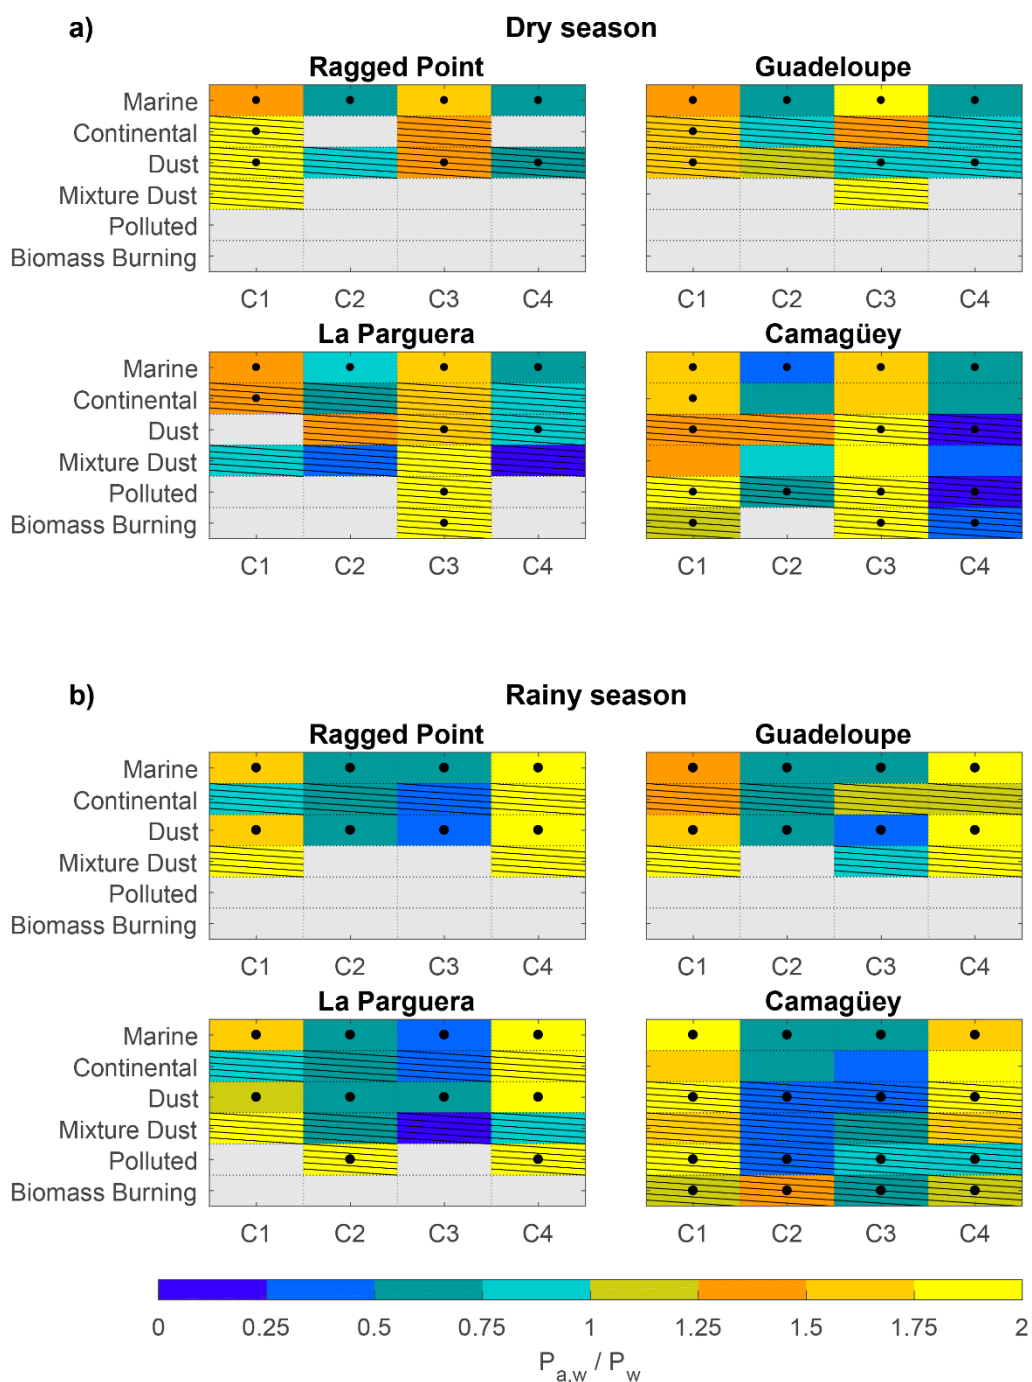 a) Dry season
Ragged Point Guadeloupe
Marine
Continental
Dust
Mixture Dust
Polluted
Biomass Burning
C1 C2 C3 C4 C1 C2 C3 C4
La Parguera Camagüey
Marine
Continental
Dust
Mixture Dust
Polluted
Biomass Burning
C1 C2 C3 C4 C1 C2 C3 C4
b) Rainy season
Ragged Point Guadeloupe
Marine
Continental
Dust
Mixture Dust
Polluted
Biomass Burning
C1 C2 C3 C4 C1 C2 C3 C4
La Parguera Camagüey
Marine
Continental
Dust
Mixture Dust
Polluted
Biomass Burning
C1 C2 C3 C4 C1 C2 C3 C4
0 0.25 0.5 0.75 1 1.25 1.5 1.75 2
P a,w / P w